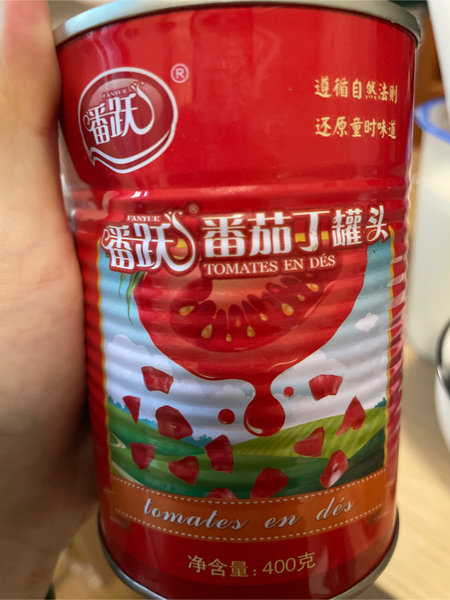 FANYUE
番跃
®
遵循自然法则
还原童时味道
FANYUE
番跃® 番茄丁罐头
TOMATES EN DÉS
tomates en dés
净含量:400克